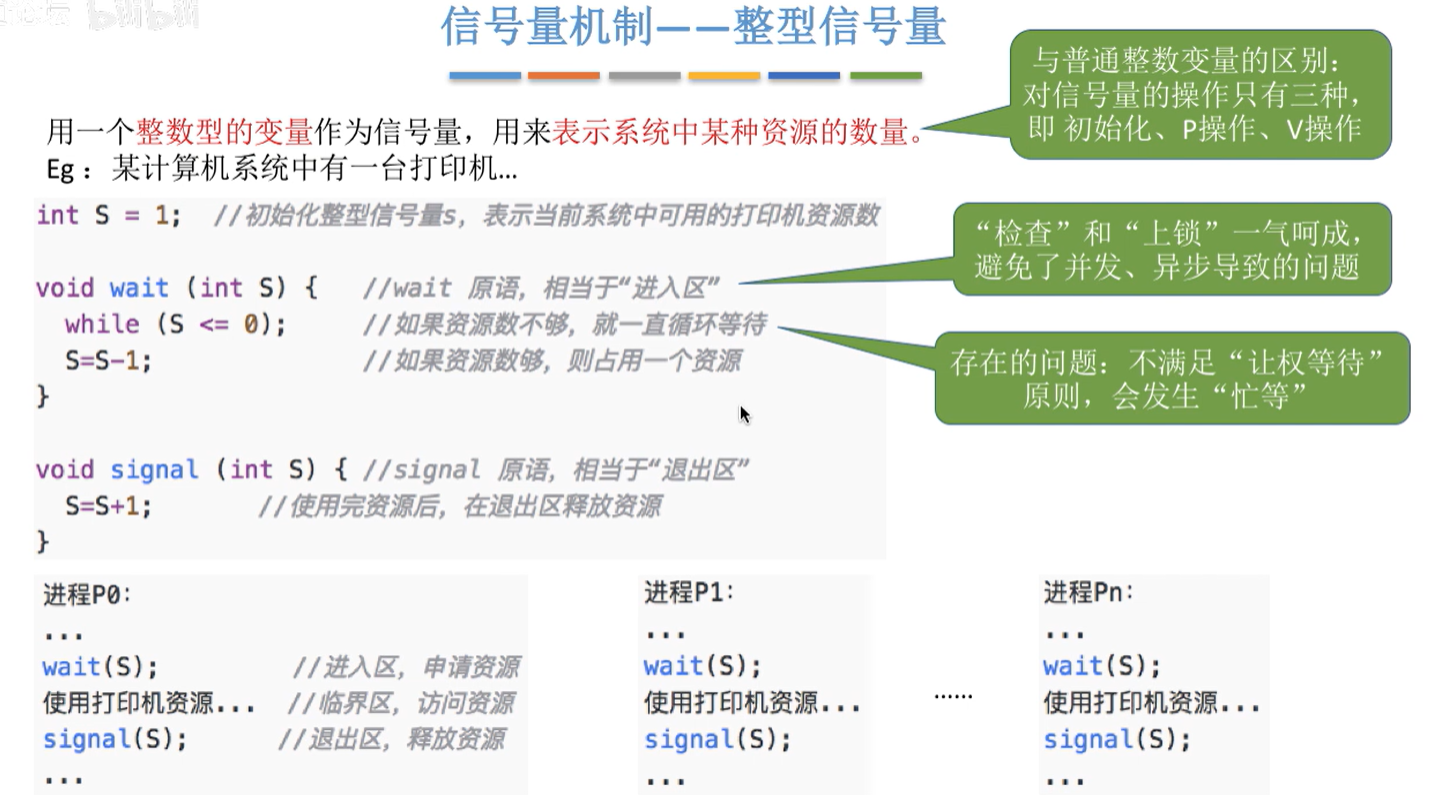 信号量机制——整型信号量
与普通整数变量的区别：
对信号量的操作只有三种，
即 初始化、P操作、V操作
用一个整数型的变量作为信号量，用来表示系统中某种资源的数量。
Eg：某计算机系统中有一台打印机...
int S = 1; //初始化整型信号量s，表示当前系统中可用的打印机资源数
“检查”和“上锁”一气呵成，
避免了并发、异步导致的问题
void wait (int S) { //wait 原语，相当于“进入区”
while (S <= 0); //如果资源数不够，就一直循环等待
S=S-1; //如果资源数够，则占用一个资源
}
存在的问题：不满足“让权等待”
原则，会发生“忙等”
void signal (int S) { //signal 原语，相当于“退出区”
S=S+1; //使用完资源后，在退出区释放资源
}
进程P0：
...
wait(S); //进入区，申请资源
使用打印机资源... //临界区，访问资源
signal(S); //退出区，释放资源
...
进程P1：
...
wait(S);
使用打印机资源...
signal(S);
...
......
进程Pn：
...
wait(S);
使用打印机资源...
signal(S);
...